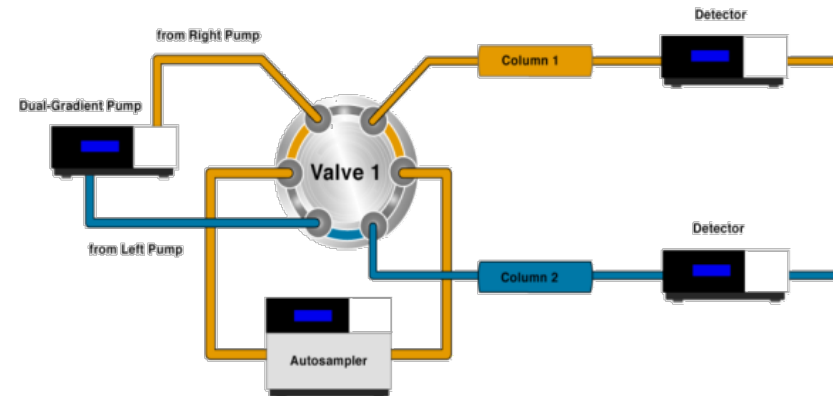 Detector
from Right Pump
Column 1
Dual-Gradient Pump
Valve 1
from Left Pump
Detector
Column 2
Autosampler